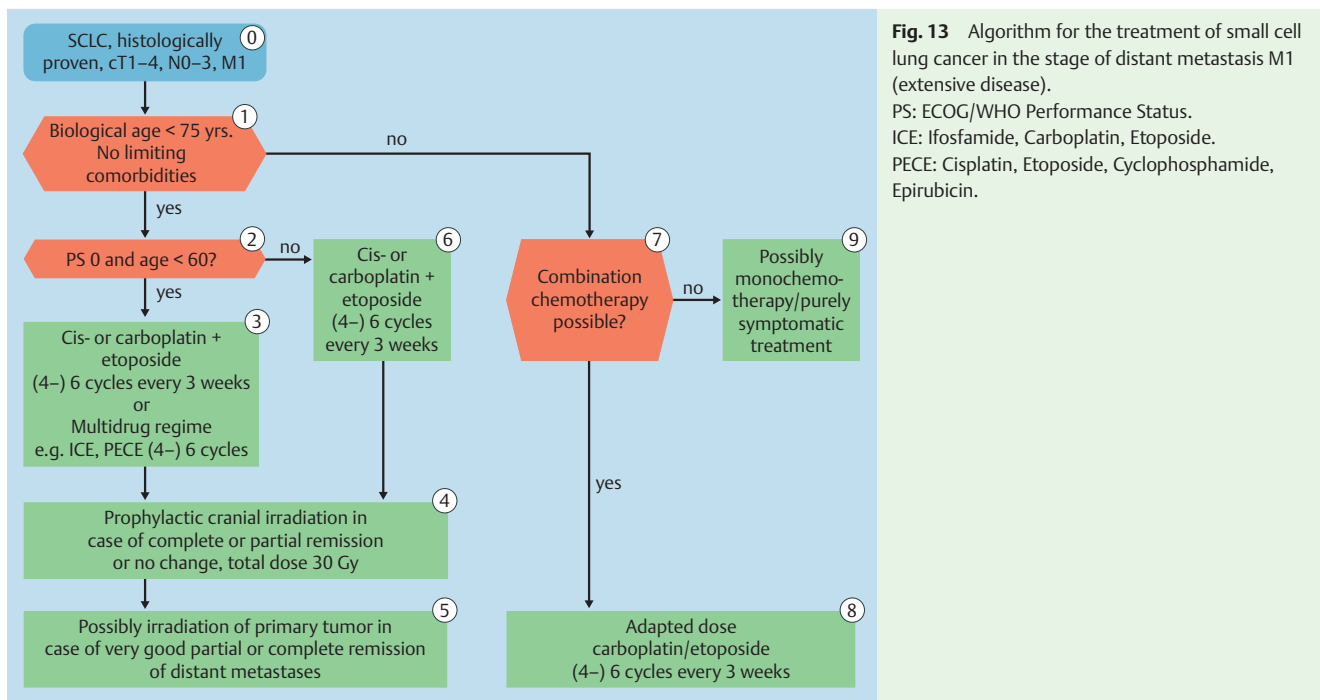 0
SCLC, histologically
proven, cT1–4, N0–3, M1
1
Biological age < 75 yrs.
No limiting
comorbidities
no
yes
2
PS 0 and age < 60?
no
yes
3
Cis- or carboplatin +
etoposide
(4–) 6 cycles every 3 weeks
or
Multidrug regime
e.g. ICE, PECE (4–) 6 cycles
6
Cis- or
carboplatin +
etoposide
(4–) 6 cycles
every 3 weeks
4
Prophylactic cranial irradiation in
case of complete or partial remission
or no change, total dose 30 Gy
5
Possibly irradiation of primary tumor in
case of very good partial or complete remission
of distant metastases
7
Combination
chemotherapy
possible?
no
yes
9
Possibly
monochemo-
therapy/purely
symptomatic
treatment
8
Adapted dose
carboplatin/etoposide
(4–) 6 cycles every 3 weeks
Fig. 13 Algorithm for the treatment of small cell
lung cancer in the stage of distant metastasis M1
(extensive disease).
PS: ECOG/WHO Performance Status.
ICE: Ifosfamide, Carboplatin, Etoposide.
PECE: Cisplatin, Etoposide, Cyclophosphamide,
Epirubicin.